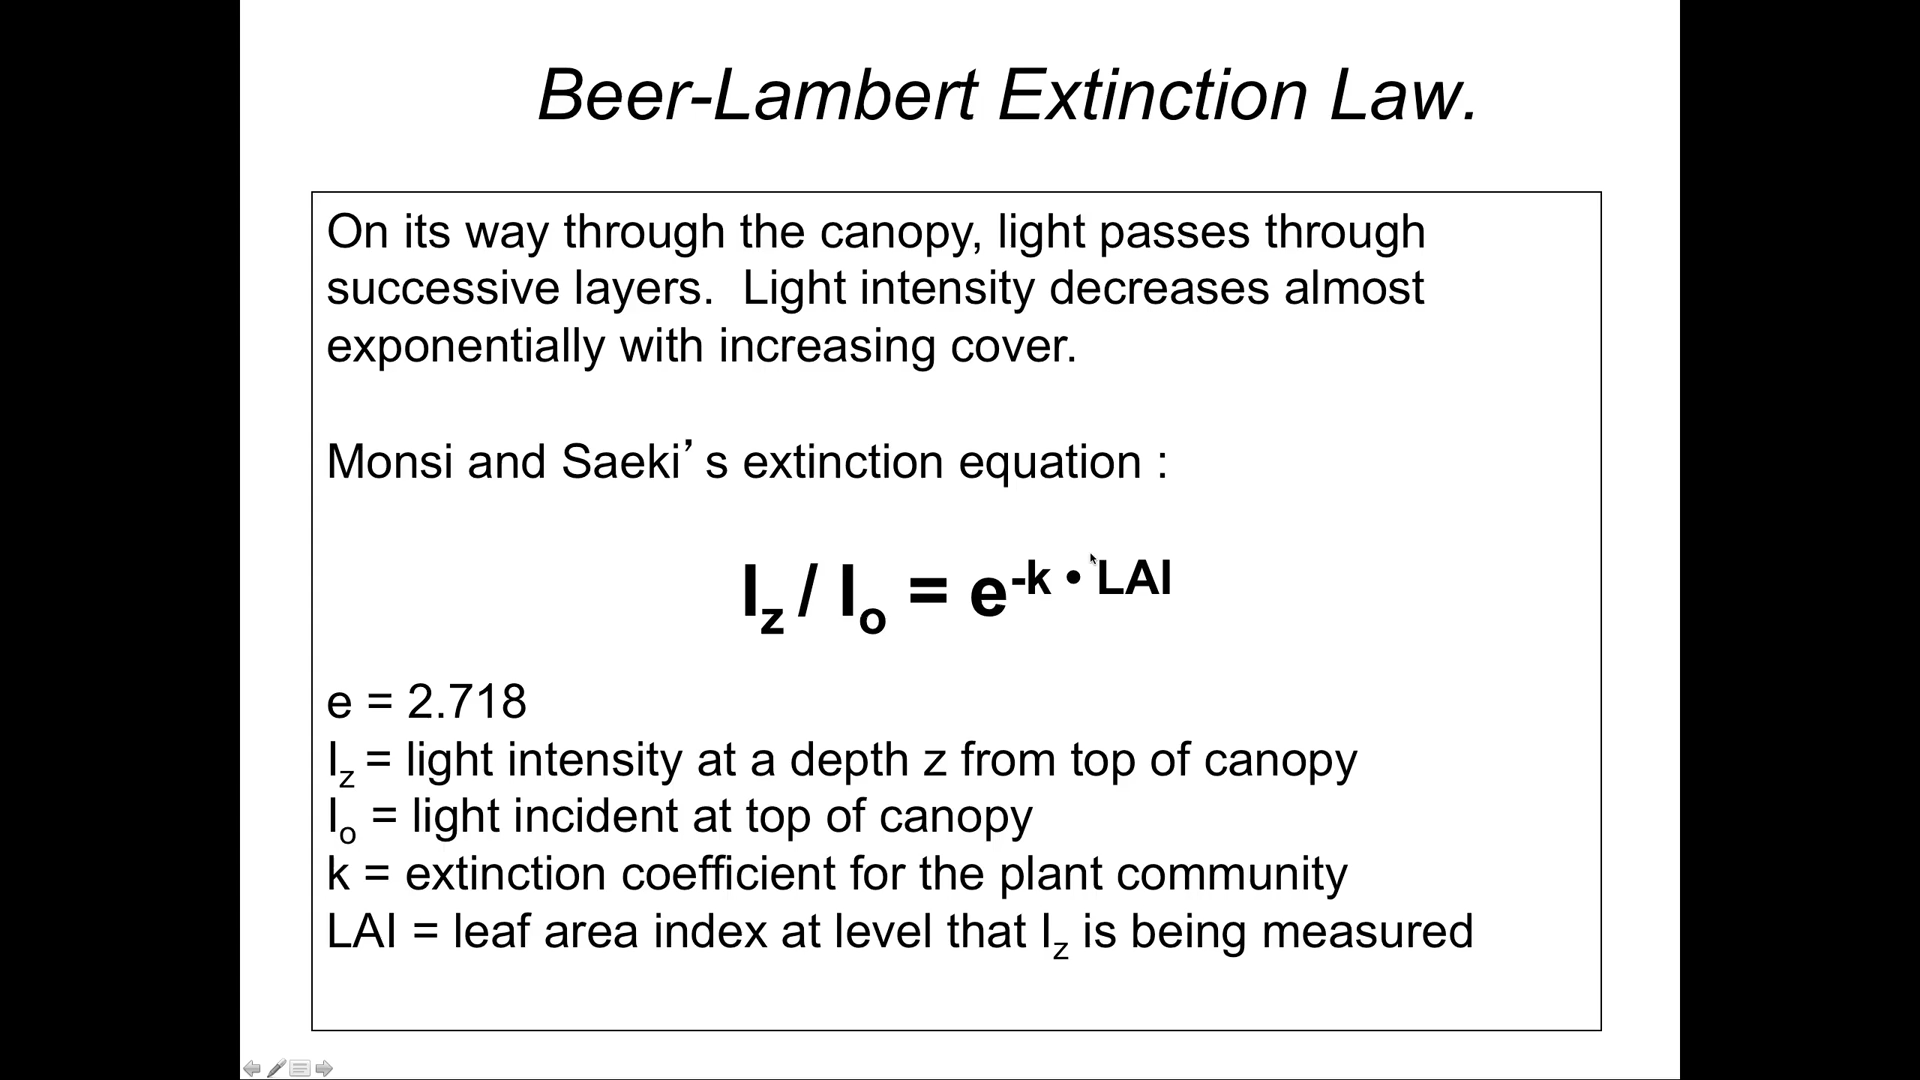 Beer-Lambert Extinction Law.
On its way through the canopy, light passes through
successive layers.  Light intensity decreases almost
exponentially with increasing cover.
Monsi and Saeki’s extinction equation :
Iz / Io = e-k • LAI
e = 2.718
Iz = light intensity at a depth z from top of canopy
Io = light incident at top of canopy
k = extinction coefficient for the plant community
LAI = leaf area index at level that Iz is being measured